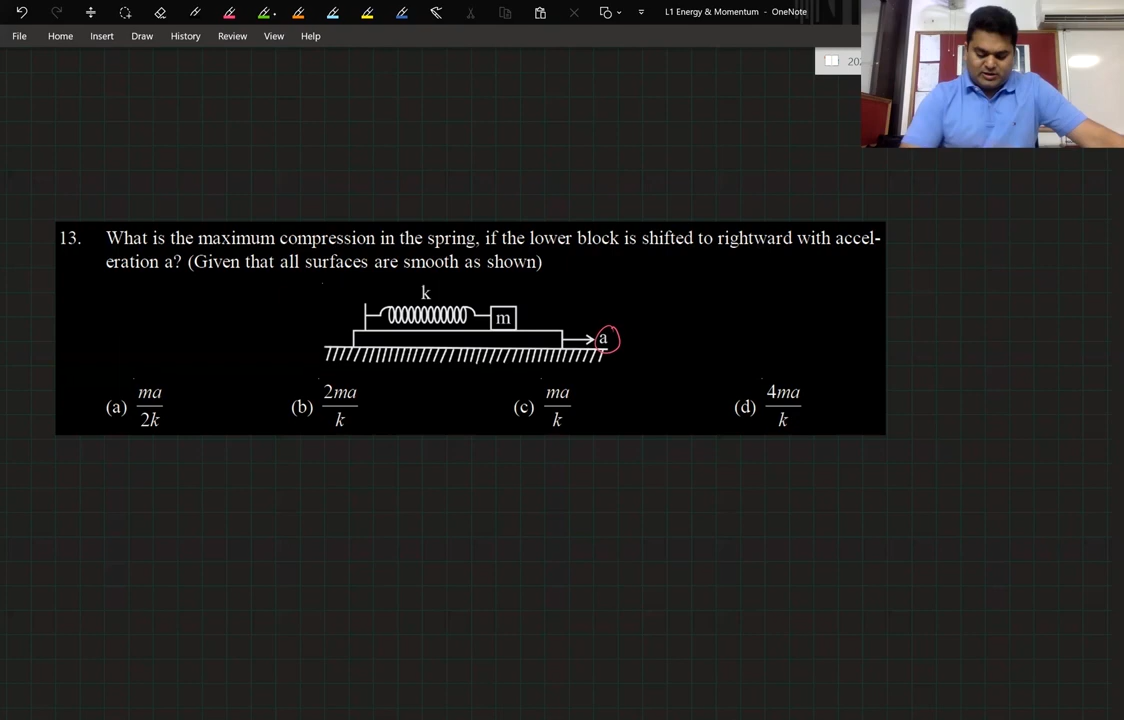 L1 Energy & Momentum - OneNote
File Home Insert Draw History Review View Help
13. What is the maximum compression in the spring, if the lower block is shifted to rightward with accel-
eration a? (Given that all surfaces are smooth as shown)
k
m
a
(a) ma/2k (b) 2ma/k (c) ma/k (d) 4ma/k